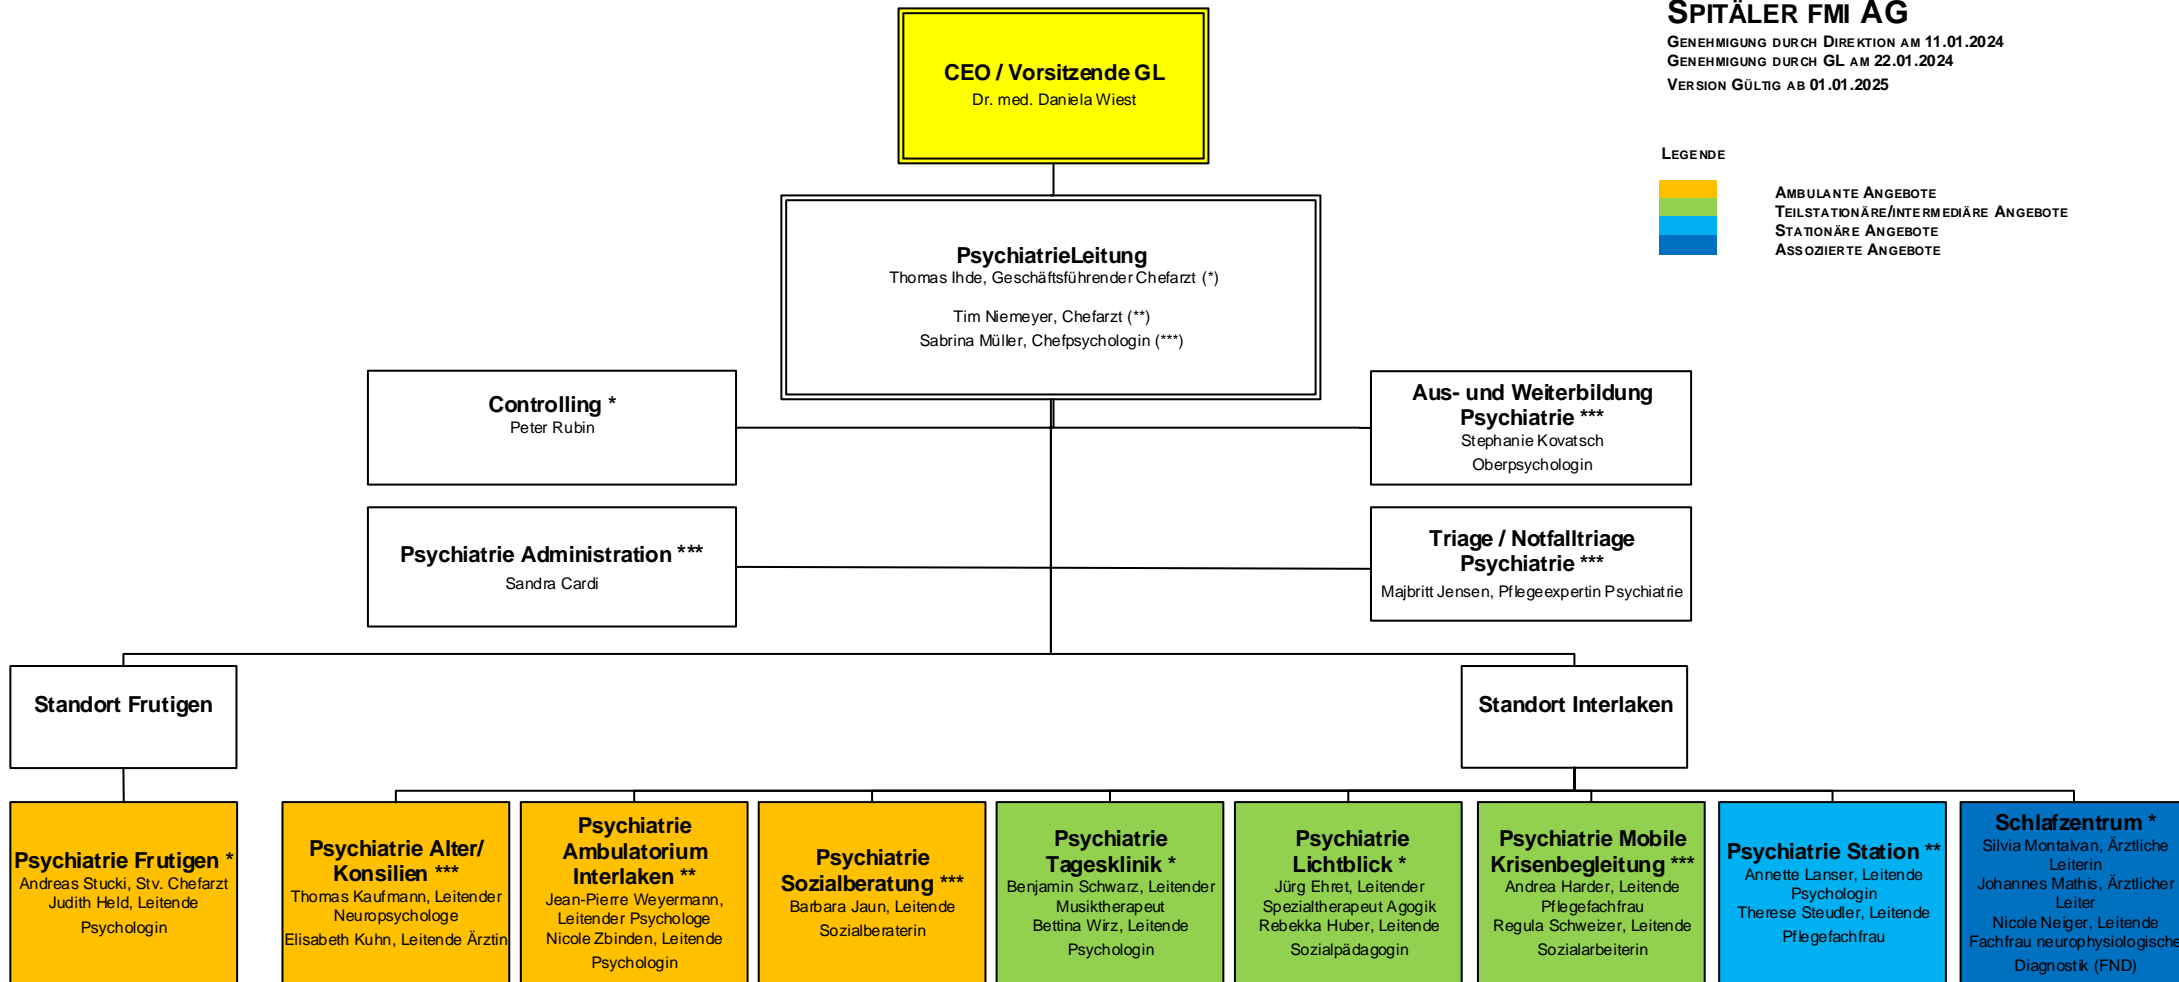 SPITÄLER FMI AG
GENEHMIGUNG DURCH DIREKTION AM 11.01.2024
GENEHMIGUNG DURCH GL AM 22.01.2024
VERSION GÜLTIG AB 01.01.2025
CEO / Vorsitzende GL
Dr. med. Daniela Wiest
LEGENDE
AMBULANTE ANGEBOTE
TEILSTATIONÄRE/INTERMEDIÄRE ANGEBOTE
STATIONÄRE ANGEBOTE
ASSOZIIERTE ANGEBOTE
PsychiatrieLeitung
Thomas Ihde, Geschäftsführender Chefarzt (*)
Tim Niemeyer, Chefarzt (**)
Sabrina Müller, Chefpsychologin (***)
Controlling *
Peter Rubin
Aus- und Weiterbildung
Psychiatrie ***
Stephanie Kovatsch
Oberpsychologin
Psychiatrie Administration ***
Sandra Cardi
Triage / Notfalltriage
Psychiatrie ***
Majbritt Jensen, Pflegeexpertin Psychiatrie
Standort Frutigen
Standort Interlaken
Psychiatrie Frutigen *
Andreas Stucki, Stv. Chefarzt
Judith Held, Leitende
Psychologin
Psychiatrie Alter/
Konsilien ***
Thomas Kaufmann, Leitender
Neuropsychologe
Elisabeth Kuhn, Leitende Ärztin
Psychiatrie
Ambulatorium
Interlaken **
Jean-Pierre Weyermann,
Leitender Psychologe
Nicole Zbinden, Leitende
Psychologin
Psychiatrie
Sozialberatung ***
Barbara Jaun, Leitende
Sozialberaterin
Psychiatrie
Tagesklinik *
Benjamin Schwarz, Leitender
Musiktherapeut
Bettina Wirz, Leitende
Psychologin
Psychiatrie
Lichtblick *
Jürg Ehret, Leitender
Spezialtherapeut Agogik
Rebekka Huber, Leitende
Sozialpädagogin
Psychiatrie Mobile
Krisenbegleitung ***
Andrea Harder, Leitende
Pflegefachfrau
Regula Schweizer, Leitende
Sozialarbeiterin
Psychiatrie Station **
Annette Lanser, Leitende
Psychologin
Therese Steudler, Leitende
Pflegefachfrau
Schlafzentrum *
Silvia Montalvan, Ärztliche
Leiterin
Johannes Mathis, Ärztlicher
Leiter
Nicole Neiger, Leitende
Fachfrau neurophysiologische
Diagnostik (FND)